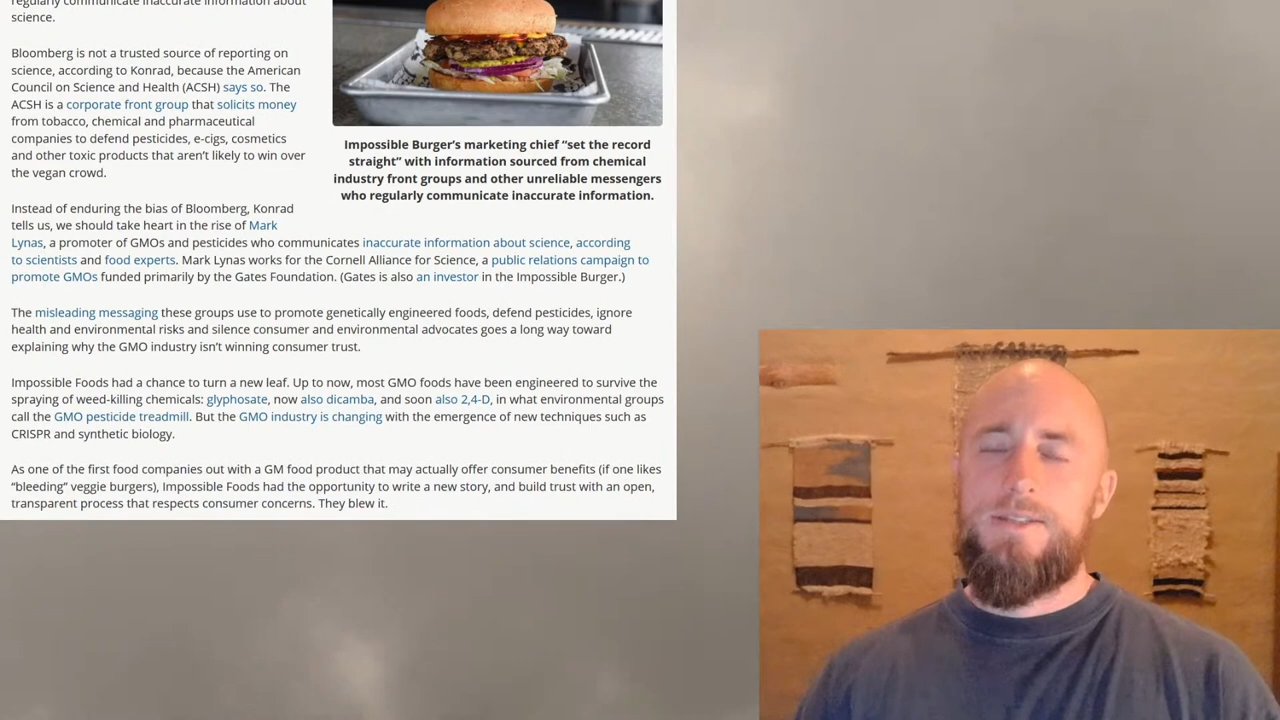 regularly communicate inaccurate information about
science.
Bloomberg is not a trusted source of reporting on
science, according to Konrad, because the American
Council on Science and Health (ACSH) says so. The
ACSH is a corporate front group that solicits money
from tobacco, chemical and pharmaceutical
companies to defend pesticides, e-cigs, cosmetics
and other toxic products that aren’t likely to win over
the vegan crowd.
Impossible Burger’s marketing chief “set the record
straight” with information sourced from chemical
industry front groups and other unreliable messengers
who regularly communicate inaccurate information.
Instead of enduring the bias of Bloomberg, Konrad
tells us, we should take heart in the rise of Mark
Lynas, a promoter of GMOs and pesticides who communicates inaccurate information about science, according
to scientists and food experts. Mark Lynas works for the Cornell Alliance for Science, a public relations campaign to
promote GMOs funded primarily by the Gates Foundation. (Gates is also an investor in the Impossible Burger.)
The misleading messaging these groups use to promote genetically engineered foods, defend pesticides, ignore
health and environmental risks and silence consumer and environmental advocates goes a long way toward
explaining why the GMO industry isn’t winning consumer trust.
Impossible Foods had a chance to turn a new leaf. Up to now, most GMO foods have been engineered to survive the
spraying of weed-killing chemicals: glyphosate, now also dicamba, and soon also 2,4-D, in what environmental groups
call the GMO pesticide treadmill. But the GMO industry is changing with the emergence of new techniques such as
CRISPR and synthetic biology.
As one of the first food companies out with a GM food product that may actually offer consumer benefits (if one likes
“bleeding” veggie burgers), Impossible Foods had the opportunity to write a new story, and build trust with an open,
transparent process that respects consumer concerns. They blew it.